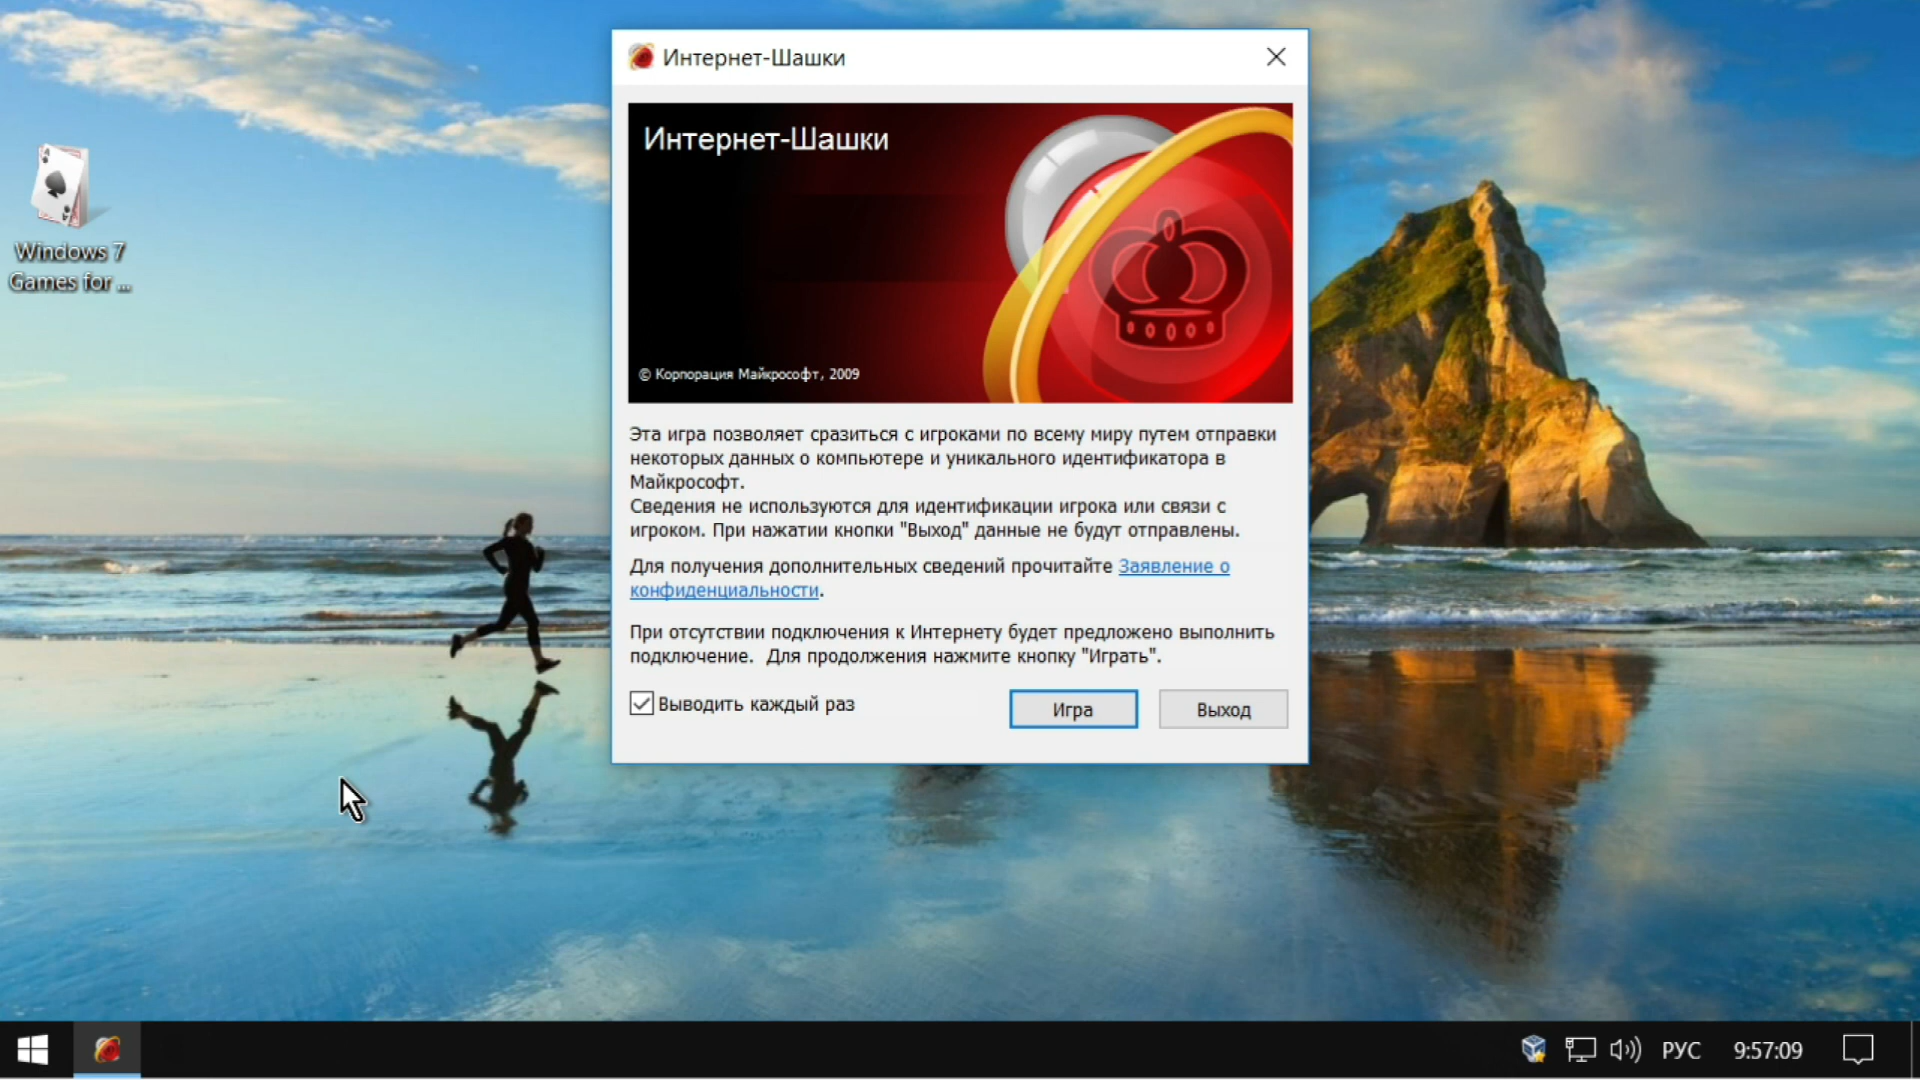 Интернет-Шашки
Интернет-Шашки
© Корпорация Майкрософт, 2009
Windows 7
Games for ...
Эта игра позволяет сразиться с игроками по всему миру путем отправки
некоторых данных о компьютере и уникального идентификатора в
Майкрософт.
Сведения не используются для идентификации игрока или связи с
игроком. При нажатии кнопки "Выход" данные не будут отправлены.
Для получения дополнительных сведений прочитайте Заявление о
конфиденциальности.
При отсутствии подключения к Интернету будет предложено выполнить
подключение.  Для продолжения нажмите кнопку "Играть".
Выводить каждый раз
Игра
Выход
РУС
9:57:09